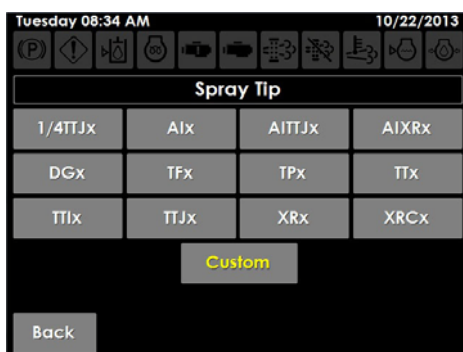 Tuesday 08:34 AM 10/22/2013
(P)
Spray Tip
1/4TTJx AIx AITTJx AIXRx
DGx TFx TPx TTx
TTIx TTJx XRx XRCx
Custom
Back